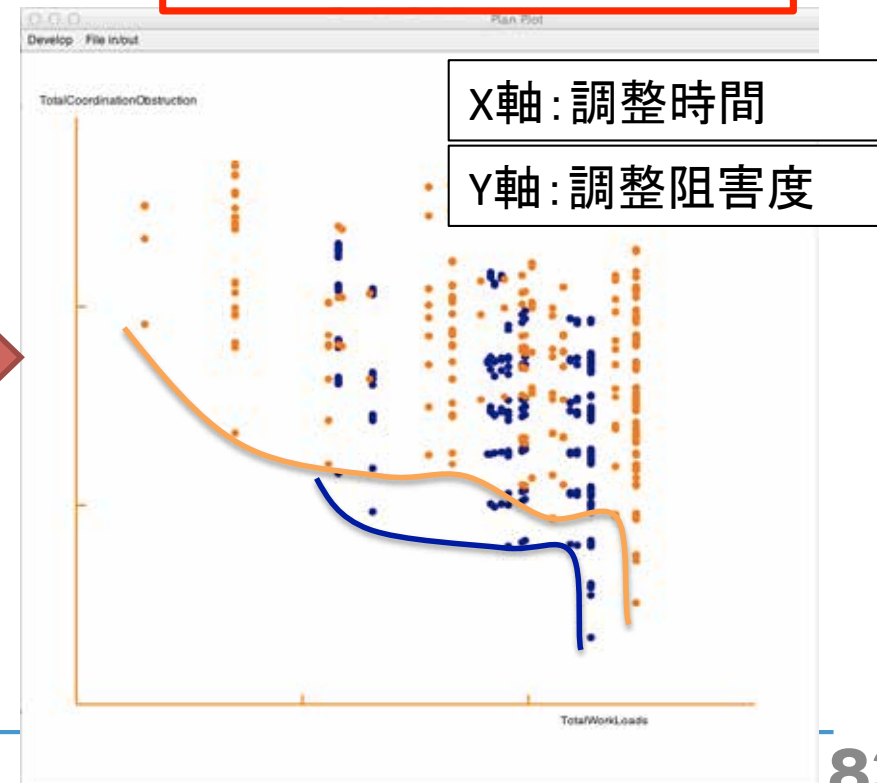 Plan Plot
Develop File in/out
X軸：調整時間
TotalCoordinationObstruction
Y軸：調整阻害度
TotalWorkLoads